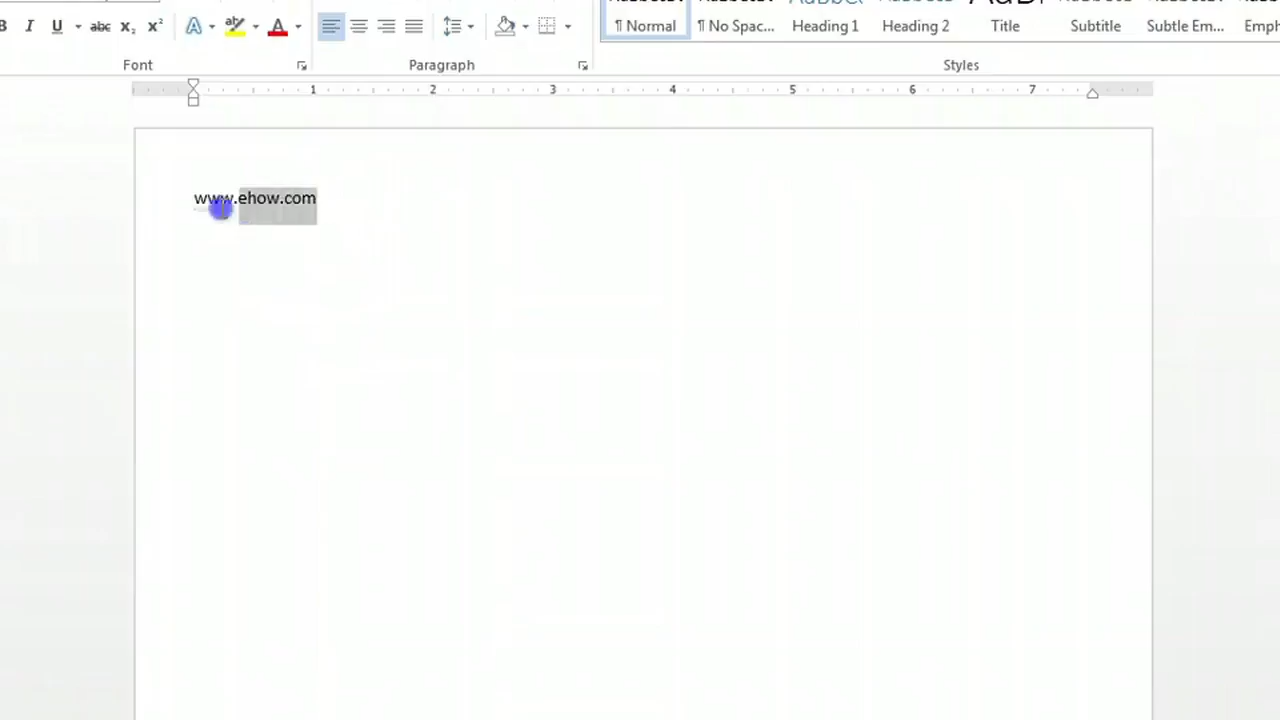 B I U abc X₂ X² A ab A
¶ Normal ¶ No Spac... Heading 1 Heading 2 Title Subtitle Subtle Em...
Font Paragraph Styles
1 2 3 4 5 6 7
www.ehow.com